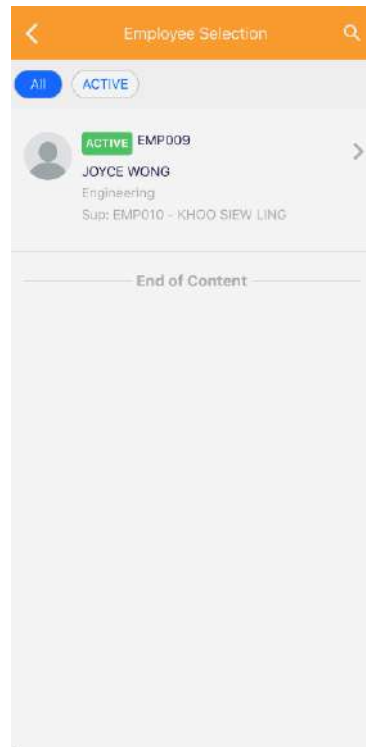 Employee Selection
All
ACTIVE
ACTIVE EMP009
JOYCE WONG
Engineering
Sup: EMP010 - KHOO SIEW LING
End of Content